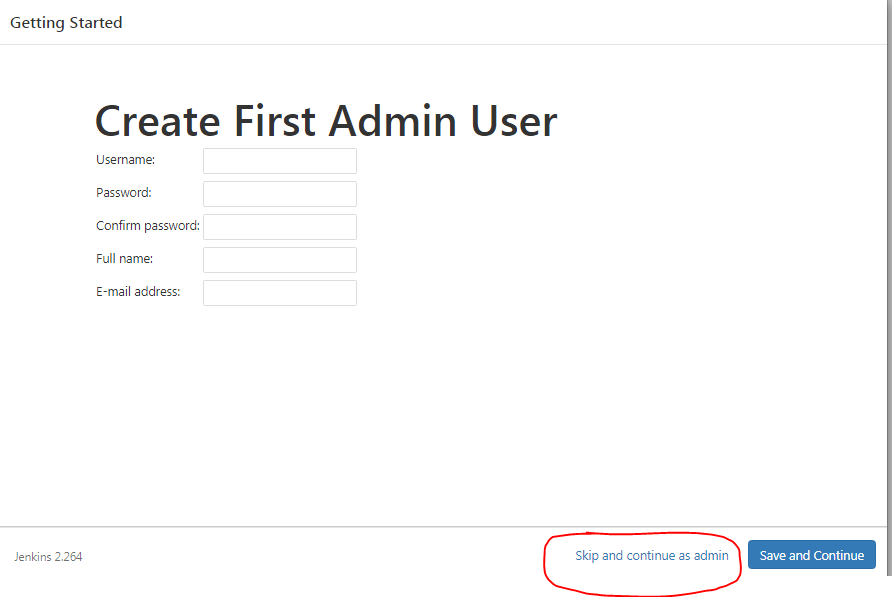 Getting Started
Create First Admin User
Username:
Password:
Confirm password:
Full name:
E-mail address:
Jenkins 2.264
Skip and continue as admin
Save and Continue